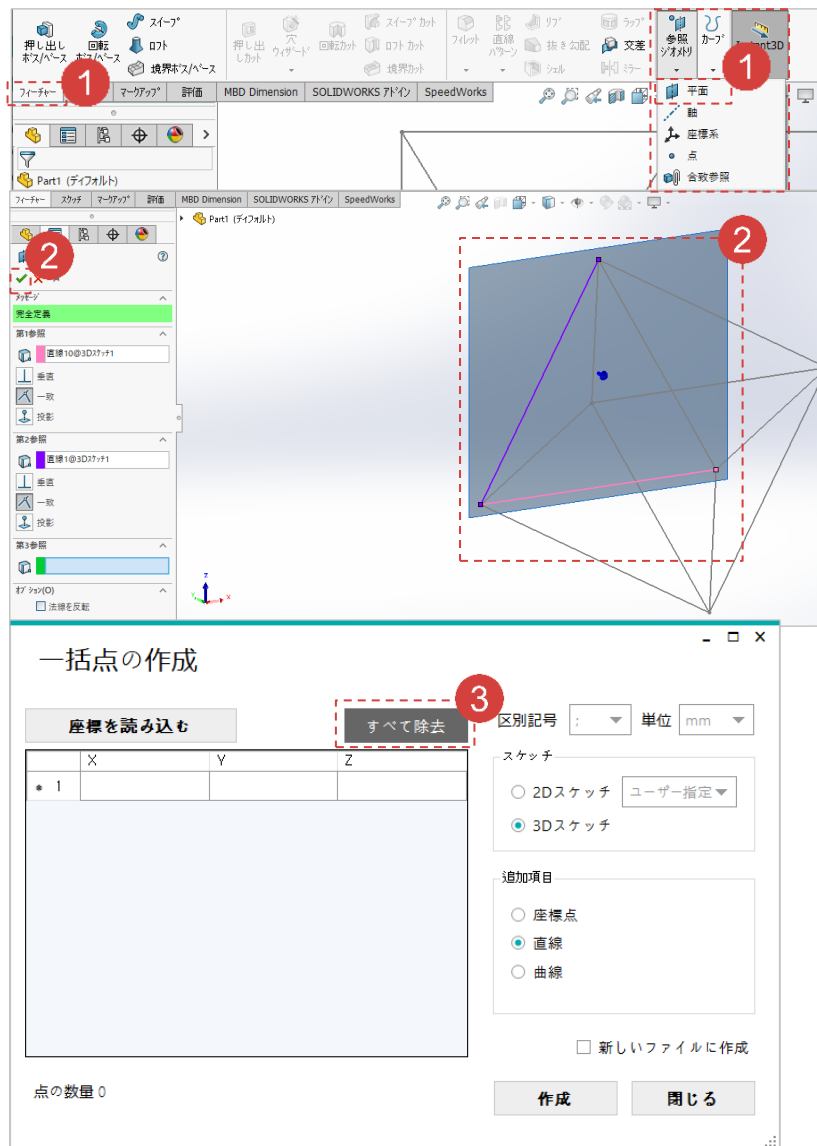 押し出し
ボス/ベース
回転
ボス/ベース
スイープ
ロフト
境界ボス/ベース
押し出
しカット
穴
ウィザード
回転カット
スイープ カット
ロフト カット
境界カット
フィレット
直線
パターン
リブ
抜き勾配
シェル
ラップ
交差
ミラー
参照
ジオメトリ
カーブ
Instant3D
1
1
フィーチャー
マークアップ
評価
MBD Dimension
SOLIDWORKS アドイン
SpeedWorks
平面
軸
座標系
点
合致参照
Part1 (デイフォルト)
フィーチャー
スケッチ
マークアップ
評価
MBD Dimension
SOLIDWORKS アドイン
SpeedWorks
Part1 (デイフォルト)
2
2
メッセージ
完全定義
第1参照
直線10@3Dスケッチ1
垂直
一致
投影
第2参照
直線1@3Dスケッチ1
垂直
一致
投影
第3参照
オプション(O)
法線を反転
Z
Y
X
一括点の作成
座標を読み込む
すべて除去
3
区別記号
;
単位
mm
X
Y
Z
* 1
スケッチ
2Dスケッチ
ユーザー指定
3Dスケッチ
追加項目
座標点
直線
曲線
新しいファイルに作成
点の数量 0
作成
閉じる